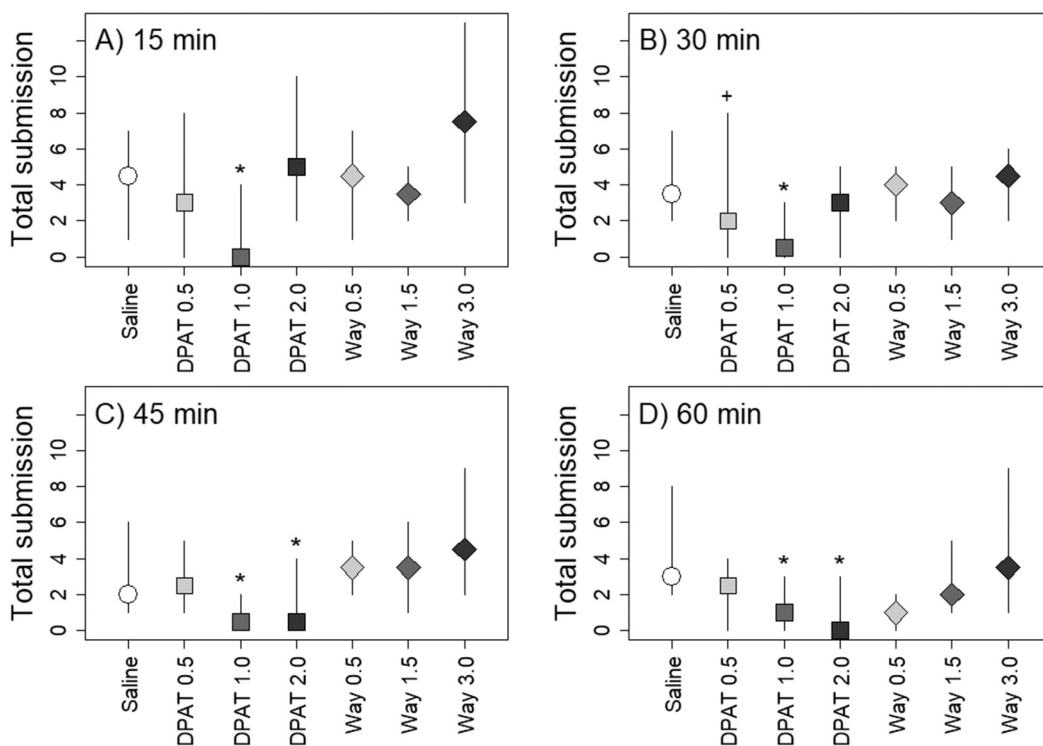 A) 15 min
Total submission
0 2 4 6 8 10
*
Saline
DPAT 0.5
DPAT 1.0
DPAT 2.0
Way 0.5
Way 1.5
Way 3.0
B) 30 min
Total submission
0 2 4 6 8 10
+
*
Saline
DPAT 0.5
DPAT 1.0
DPAT 2.0
Way 0.5
Way 1.5
Way 3.0
C) 45 min
Total submission
0 2 4 6 8 10
*
*
Saline
DPAT 0.5
DPAT 1.0
DPAT 2.0
Way 0.5
Way 1.5
Way 3.0
D) 60 min
Total submission
0 2 4 6 8 10
* *
Saline
DPAT 0.5
DPAT 1.0
DPAT 2.0
Way 0.5
Way 1.5
Way 3.0